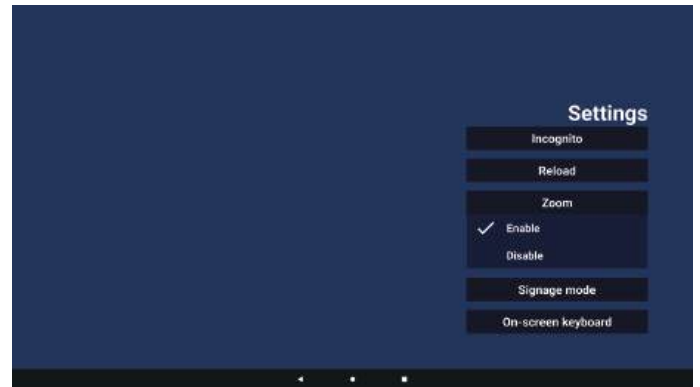 Settings
Incognito
Reload
Zoom
Enable
Disable
Signage mode
On-screen keyboard